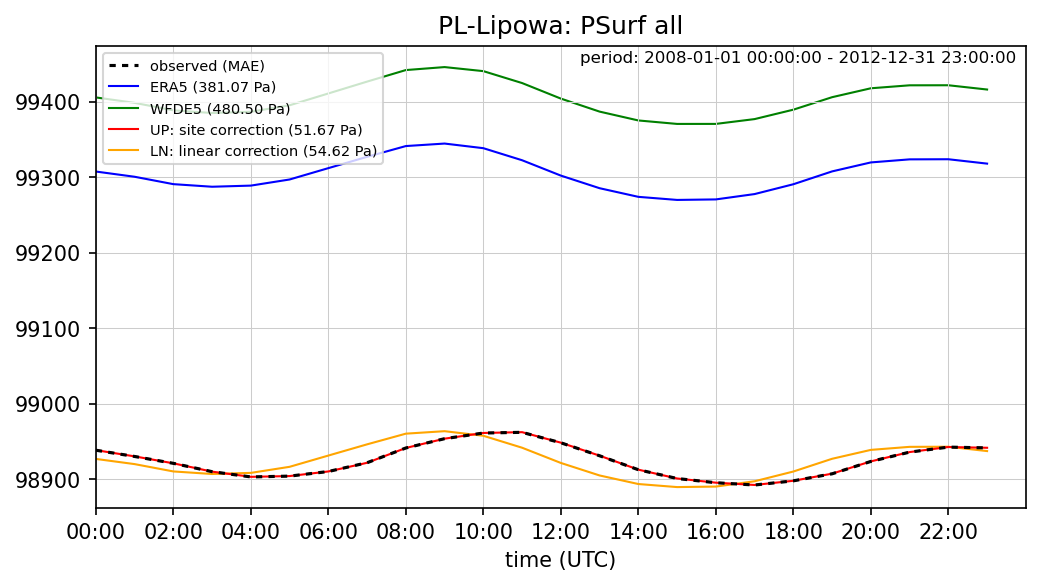 PL-Lipowa: PSurf all
period: 2008-01-01 00:00:00 - 2012-12-31 23:00:00
observed (MAE)
ERA5 (381.07 Pa)
WFDE5 (480.50 Pa)
UP: site correction (51.67 Pa)
LN: linear correction (54.62 Pa)
99400
99300
99200
99100
99000
98900
00:00 02:00 04:00 06:00 08:00 10:00 12:00 14:00 16:00 18:00 20:00 22:00
time (UTC)